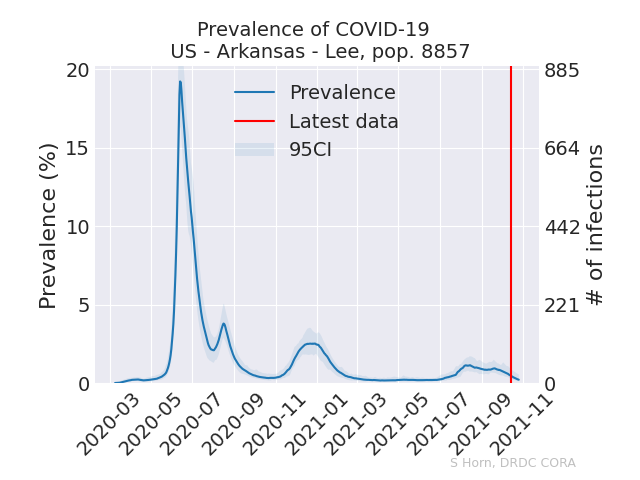 Prevalence of COVID-19
US - Arkansas - Lee, pop. 8857
Prevalence (%)
20
15
10
5
0
Prevalence
Latest data
95CI
885
664
442
221
0
# of infections
2020-03
2020-05
2020-07
2020-09
2020-11
2021-01
2021-03
2021-05
2021-07
2021-09
2021-11
S Horn, DRDC CORA